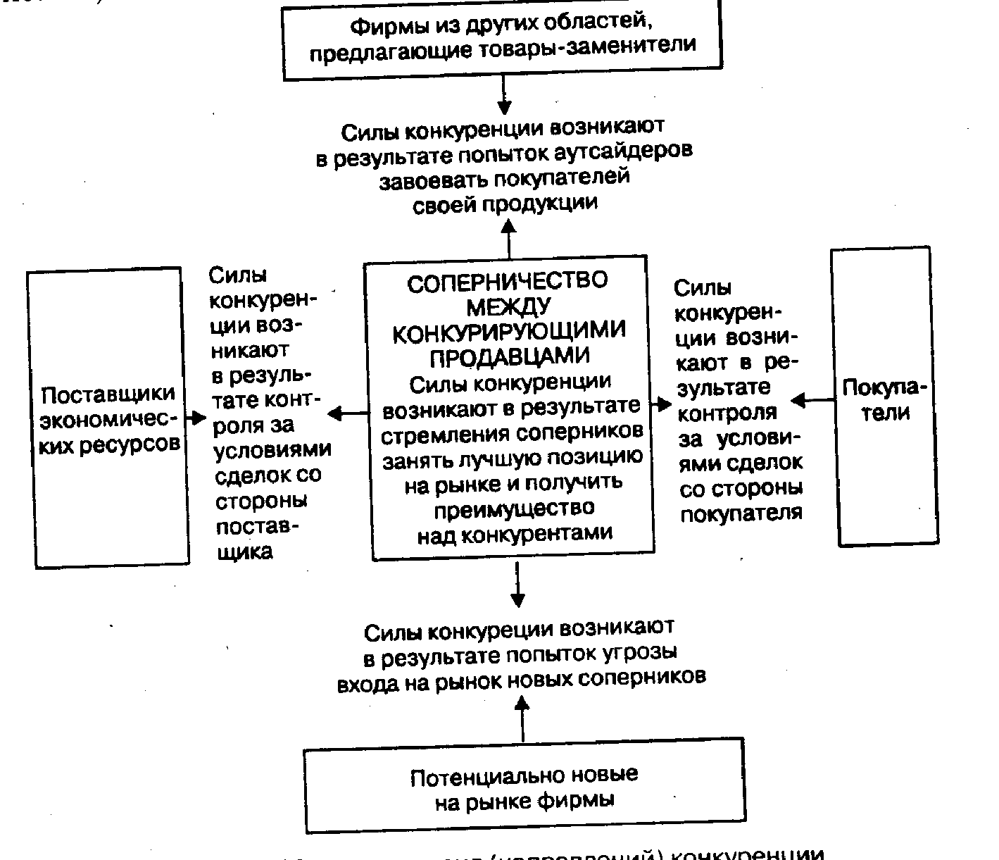 Фирмы из других областей,
предлагающие товары-заменители
Силы конкуренции возникают
в результате попыток аутсайдеров
завоевать покупателей
своей продукции
Поставщики
экономичес-
ких ресурсов
Силы
конкурен-
ции воз-
никают
в резуль-
тате конт-
роля за
условиями
сделок со
стороны
постав-
щика
СОПЕРНИЧЕСТВО
МЕЖДУ
КОНКУРИРУЮЩИМИ
ПРОДАВЦАМИ
Силы конкуренции
возникают в результате
стремления соперников
занять лучшую позицию
на рынке и получить
преимущество
над конкурентами
Силы
конкурен-
ции возни-
кают в ре-
зультате
контроля
за услови-
ями сделок
со стороны
покупателя
Покупа-
тели
Силы конкуреции возникают
в результате попыток угрозы
входа на рынок новых соперников
Потенциально новые
на рынке фирмы
(направлений) конкуренции